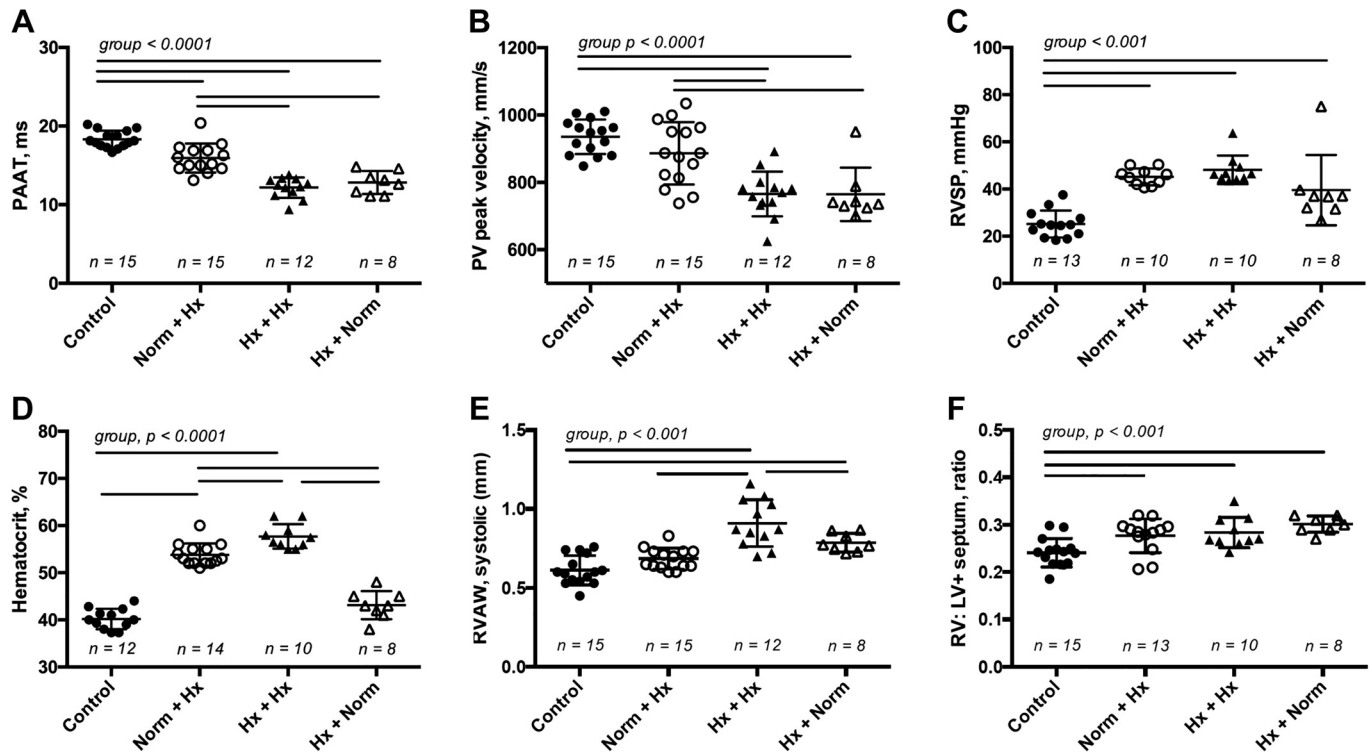 A
group < 0.0001
PAAT, ms
30
20
10
0
n = 15
n = 15
n = 12
n = 8
Control
Norm + Hx
Hx + Hx
Hx + Norm
B
group p < 0.0001
PV peak velocity, mm/s
1200
1000
800
600
n = 15
n = 15
n = 12
n = 8
Control
Norm + Hx
Hx + Hx
Hx + Norm
C
group < 0.001
RVSP, mmHg
100
80
60
40
20
0
n = 13
n = 10
n = 10
n = 8
Control
Norm + Hx
Hx + Hx
Hx + Norm
D
group, p < 0.0001
Hematocrit, %
80
70
60
50
40
30
n = 12
n = 14
n = 10
n = 8
Control
Norm + Hx
Hx + Hx
Hx + Norm
E
group, p < 0.001
RVAW, systolic (mm)
1.5
1.0
0.5
0.0
n = 15
n = 15
n = 12
n = 8
Control
Norm + Hx
Hx + Hx
Hx + Norm
F
group, p < 0.001
RV: LV+ septum, ratio
0.5
0.4
0.3
0.2
0.1
0.0
n = 15
n = 13
n = 10
n = 8
Control
Norm + Hx
Hx + Hx
Hx + Norm